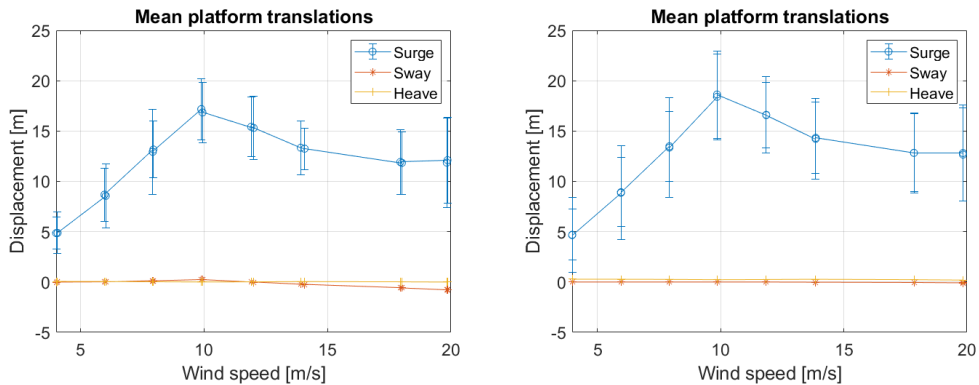 Mean platform translations
25
20
15
10
5
0
-5
Displacement [m]
Surge
Sway
Heave
5
10
15
20
Wind speed [m/s]
Mean platform translations
25
20
15
10
5
0
-5
Displacement [m]
Surge
Sway
Heave
5
10
15
20
Wind speed [m/s]